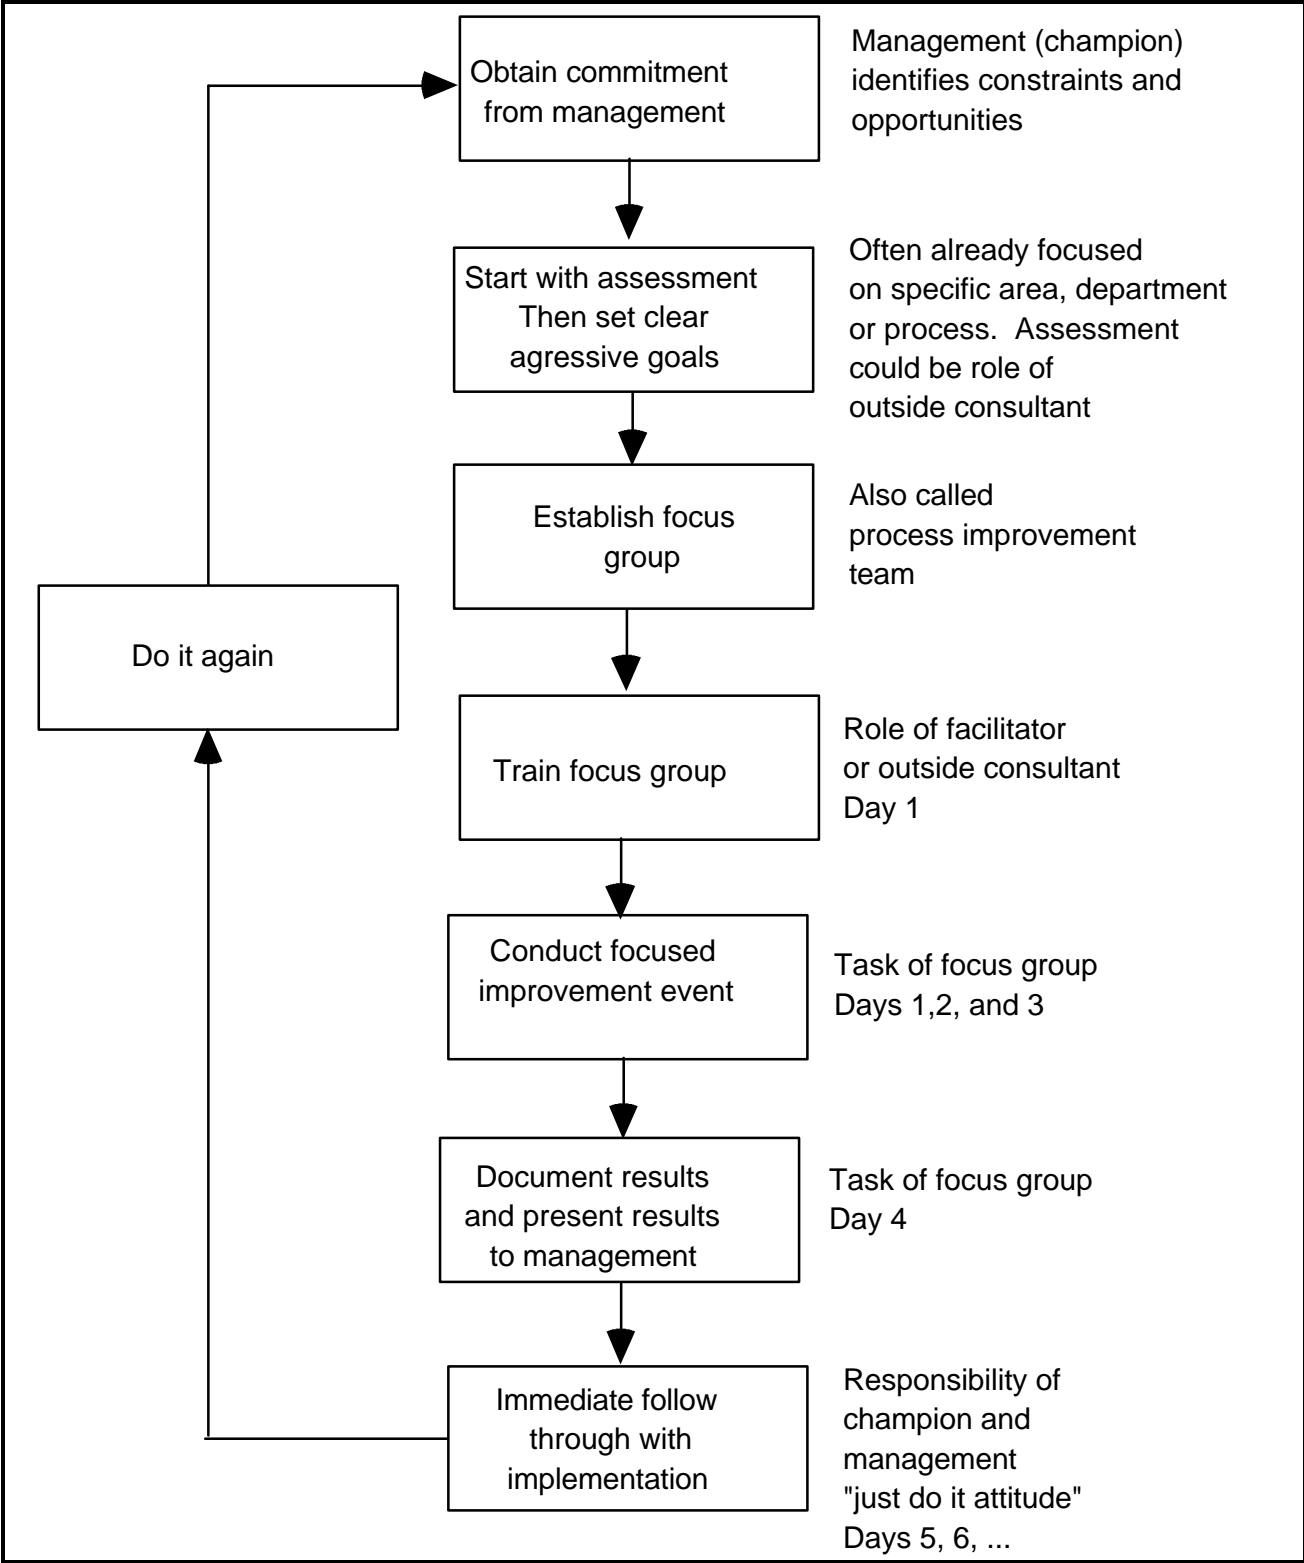 Obtain commitment
from management
Management (champion)
identifies constraints and
opportunities
Start with assessment
Then set clear
agressive goals
Often already focused
on specific area, department
or process.  Assessment
could be role of
outside consultant
Establish focus
group
Also called
process improvement
team
Do it again
Train focus group
Role of facilitator
or outside consultant
Day 1
Conduct focused
improvement event
Task of focus group
Days 1,2, and 3
Document results
and present results
to management
Task of focus group
Day 4
Immediate follow
through with
implementation
Responsibility of
champion and
management
"just do it attitude"
Days 5, 6, ...